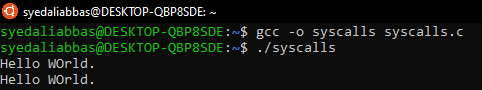 syedaliabbas@DESKTOP-QBP8SDE: ~
syedaliabbas@DESKTOP-QBP8SDE:~$ gcc -o syscalls syscalls.c
syedaliabbas@DESKTOP-QBP8SDE:~$ ./syscalls
Hello WOrld.
Hello WOrld.